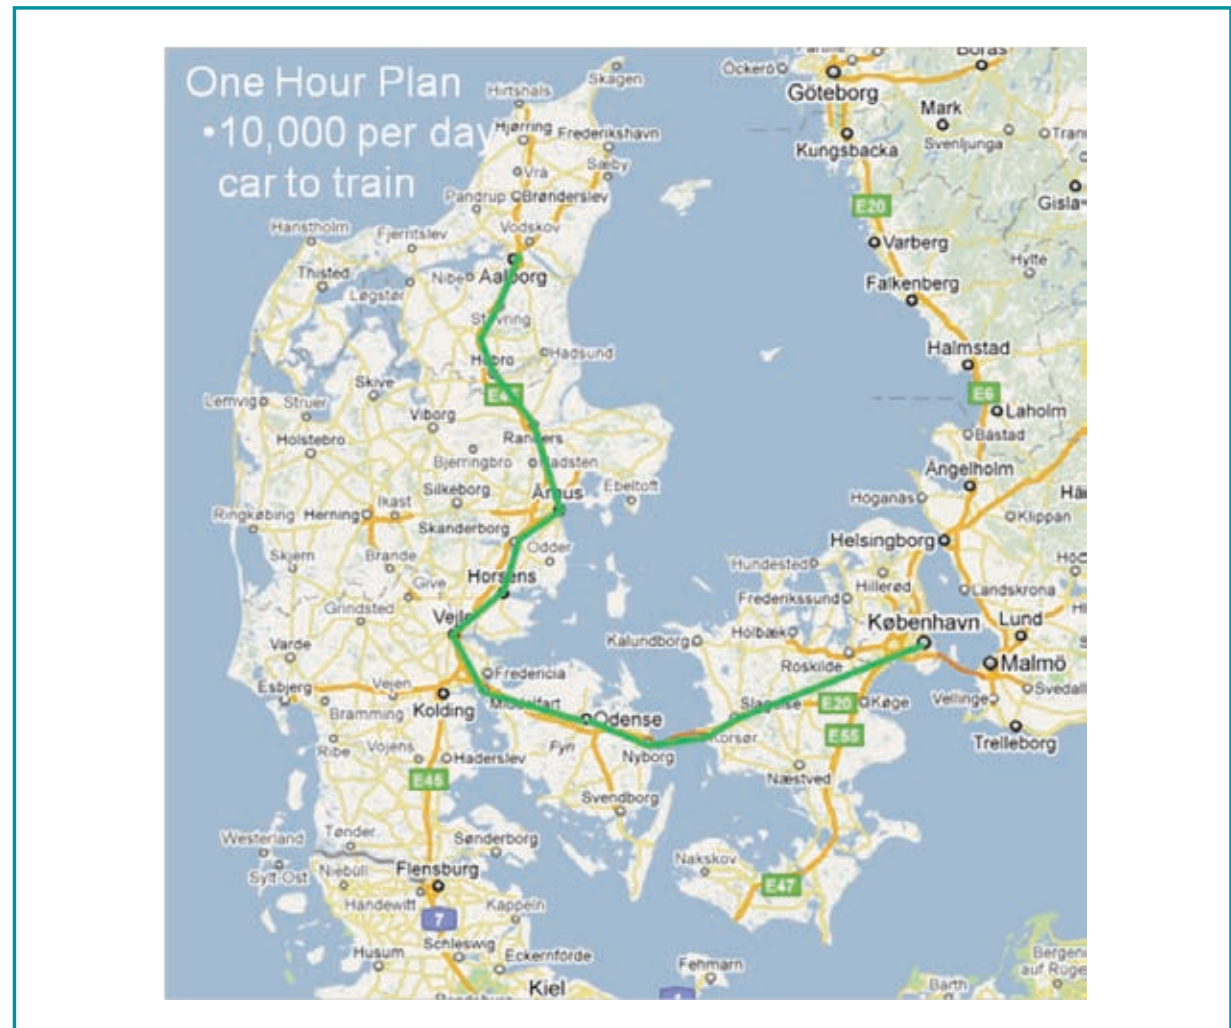 One Hour Plan
•10,000 per day
car to train
Skagen
Hirtshals
Hjørring
Frederikshavn
Sæby
Vrå
Pandrup
Brønderslev
Hanstholm
Fjerritslev
Vodskov
Thisted
Nibe
Aalborg
Løgstør
Støvring
Hobro
Hadsund
Skive
Lemvig
Struer
Viborg
Randers
Holstebro
Bjerringbro
Hadsten
Ebeltoft
Silkeborg
Århus
Ringkøbing
Herning
Ikast
Skanderborg
Odder
Skjern
Brande
Horsens
Give
Grindsted
Vejle
Varde
Fredericia
Esbjerg
Vejen
Kolding
Middelfart
Odense
Bramming
Ribe
Vojens
Haderslev
Fyn
Nyborg
E45
Svendborg
Westerland
Tønder
Sønderborg
Sylt-Ost
Niebüll
Flensburg
Handewitt
7
Kappeln
Husum
Schleswig
Eckernförde
Kiel
Fehmarn
Öckerö
Göteborg
Borås
Mark
Kungsbacka
Svenljunga
Gisla
E20
Varberg
Hylte
Falkenberg
Halmstad
E6
Laholm
Båstad
Ängelholm
Höganäs
Klippan
Helsingborg
Hundested
Hillerød
Landskrona
Frederikssund
København
Lund
Kalundborg
Holbæk
Roskilde
Malmö
Svedala
Vellinge
Slagelse
E20
Køge
Korsør
E55
Trelleborg
Næstved
Nakskov
E47
Bergen
auf Rüge
Barth